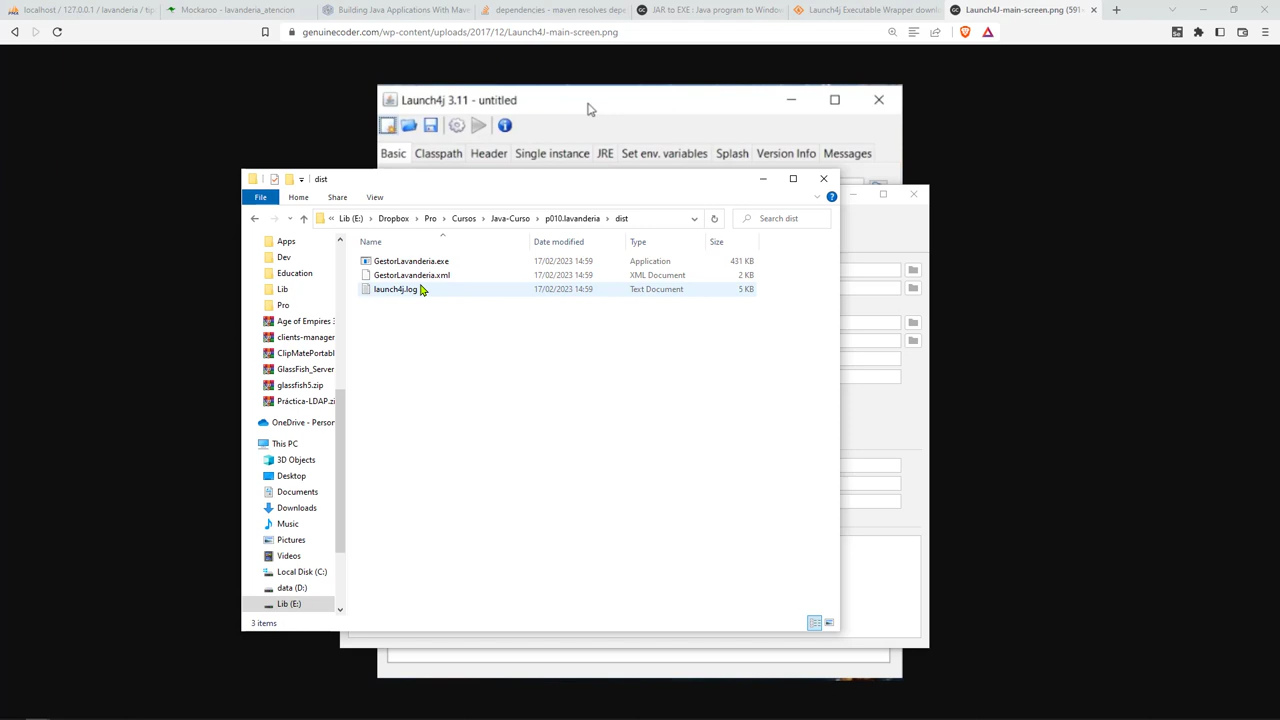 localhost / 127.0.0.1 / lavanderia / tip
Mockaroo - lavanderia_atencion
Building Java Applications With Mave
dependencies - maven resolves depe
JAR to EXE : Java program to Window
Launch4j Executable Wrapper downl
Launch4J-main-screen.png (591×
genuinecoder.com/wp-content/uploads/2017/12/Launch4J-main-screen.png
Launch4j 3.11 - untitled
Basic Classpath Header Single instance JRE Set env. variables Splash Version Info Messages
dist
File Home Share View
« Lib (E:) › Dropbox › Pro › Cursos › Java-Curso › p010.lavanderia › dist
Search dist
Name Date modified Type Size
GestorLavanderia.exe 17/02/2023 14:59 Application 431 KB
GestorLavanderia.xml 17/02/2023 14:59 XML Document 2 KB
launch4j.log 17/02/2023 14:59 Text Document 5 KB
Apps
Dev
Education
Lib
Pro
Age of Empires 3
clients-manager
ClipMatePortabl
GlassFish_Server
glassfish5.zip
Práctica-LDAP.zi
OneDrive - Person
This PC
3D Objects
Desktop
Documents
Downloads
Music
Pictures
Videos
Local Disk (C:)
data (D:)
Lib (E:)
3 items